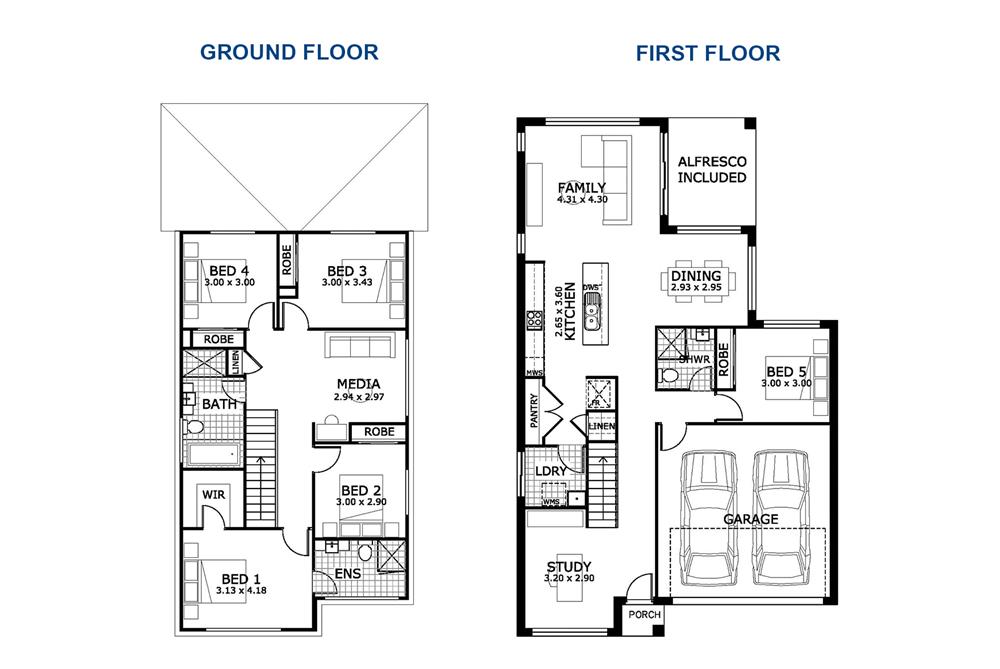 GROUND FLOOR
BED 4
3.00 x 3.00
ROBE
BED 3
3.00 x 3.43
ROBE
LINEN
BATH
MEDIA
2.94 x 2.97
ROBE
WIR
BED 2
3.00 x 2.90
BED 1
3.13 x 4.18
ENS
FIRST FLOOR
FAMILY
4.31 x 4.30
ALFRESCO
INCLUDED
DINING
2.93 x 2.95
KITCHEN
2.65 x 3.60
DWS
MWS
SHWR
ROBE
BED 5
3.00 x 3.00
PANTRY
FR
LINEN
LDRY
WMS
GARAGE
STUDY
3.20 x 2.90
PORCH